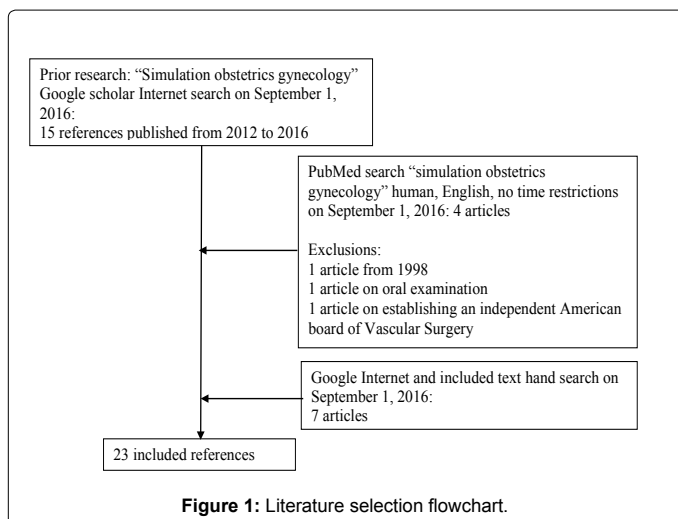 Prior research: “Simulation obstetrics gynecology”
Google scholar Internet search on September 1,
2016:
15 references published from 2012 to 2016
PubMed search “simulation obstetrics
gynecology” human, English, no time restrictions
on September 1, 2016: 4 articles
Exclusions:
1 article from 1998
1 article on oral examination
1 article on establishing an independent American
board of Vascular Surgery
Google Internet and included text hand search on
September 1, 2016:
7 articles
23 included references
Figure 1: Literature selection flowchart.